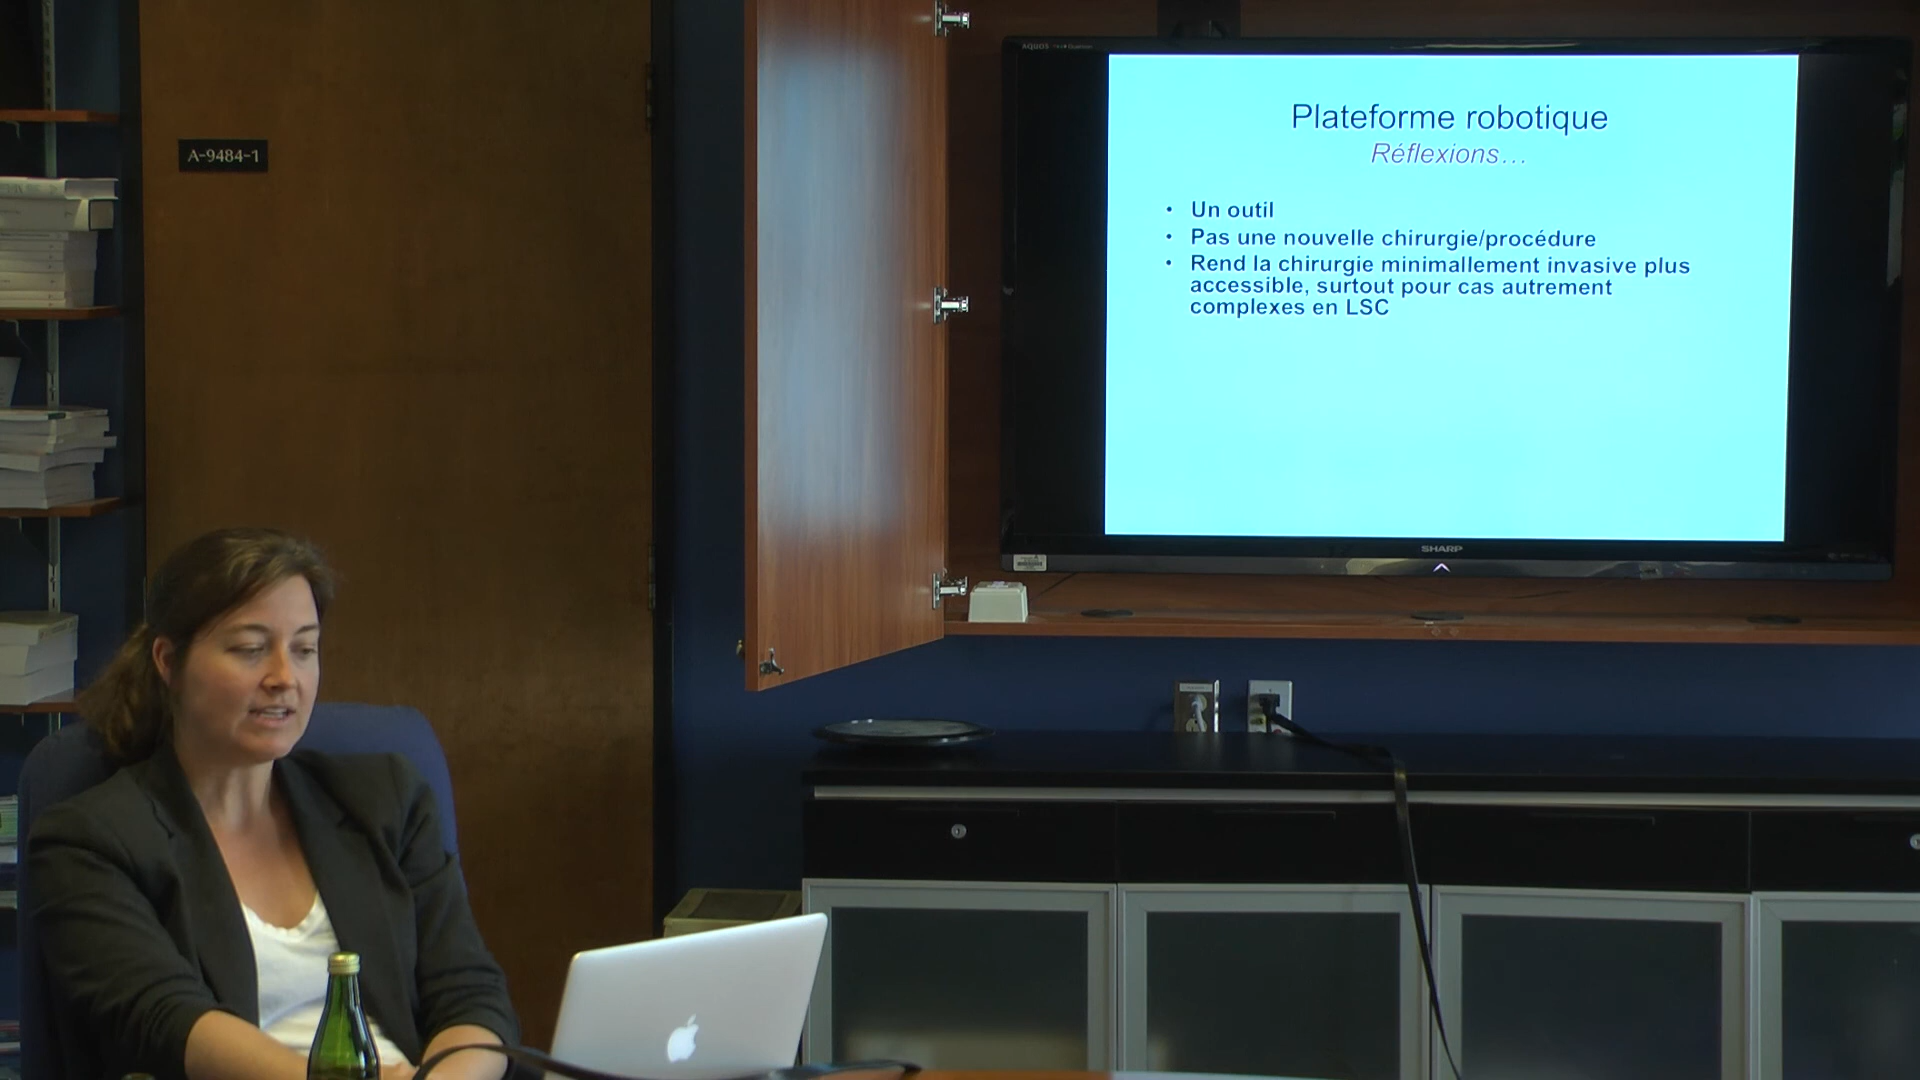 AQUOS
A-9484-1
Plateforme robotique
Réflexions...
• Un outil
• Pas une nouvelle chirurgie/procédure
• Rend la chirurgie minimallement invasive plus
accessible, surtout pour cas autrement
complexes en LSC
SHARP